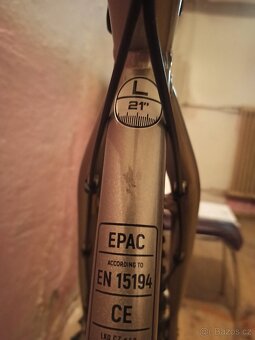 L
21"
EPAC
ACCORDING TO
EN 15194
CE
© Bazos.cz